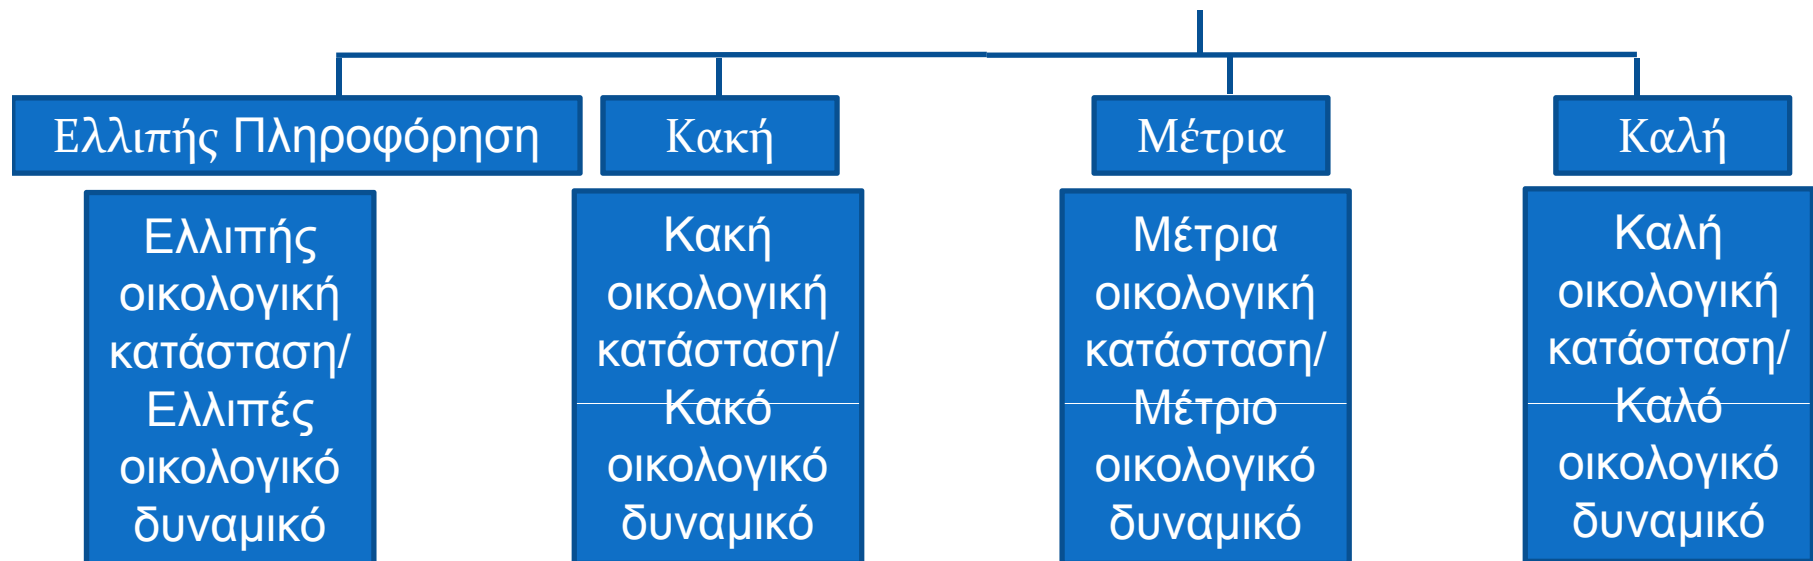 Ελλιπής Πληροφόρηση
Κακή
Μέτρια
Καλή
Ελλιπής
οικολογική
κατάσταση/
Ελλιπές
οικολογικό
δυναμικό
Κακή
οικολογική
κατάσταση/
Κακό
οικολογικό
δυναμικό
Μέτρια
οικολογική
κατάσταση/
Μέτριο
οικολογικό
δυναμικό
Καλή
οικολογική
κατάσταση/
Καλό
οικολογικό
δυναμικό